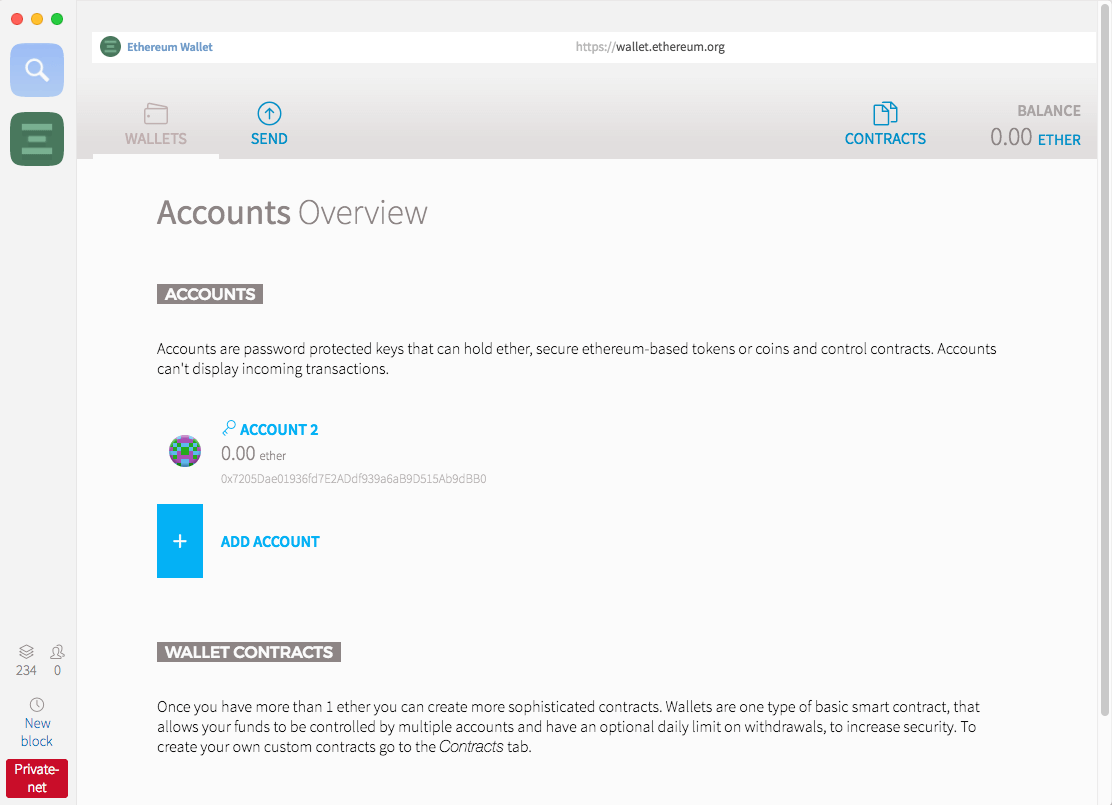 Ethereum Wallet
https://wallet.ethereum.org
WALLETS
SEND
CONTRACTS
BALANCE
0.00 ETHER
Accounts Overview
ACCOUNTS
Accounts are password protected keys that can hold ether, secure ethereum-based tokens or coins and control contracts. Accounts
can't display incoming transactions.
ACCOUNT 2
0.00 ether
0x7205Dae01936fd7E2ADdf939a6aB9D515Ab9dBB0
+
ADD ACCOUNT
WALLET CONTRACTS
Once you have more than 1 ether you can create more sophisticated contracts. Wallets are one type of basic smart contract, that
allows your funds to be controlled by multiple accounts and have an optional daily limit on withdrawals, to increase security. To
create your own custom contracts go to the Contracts tab.
234 0
New
block
Private-
net